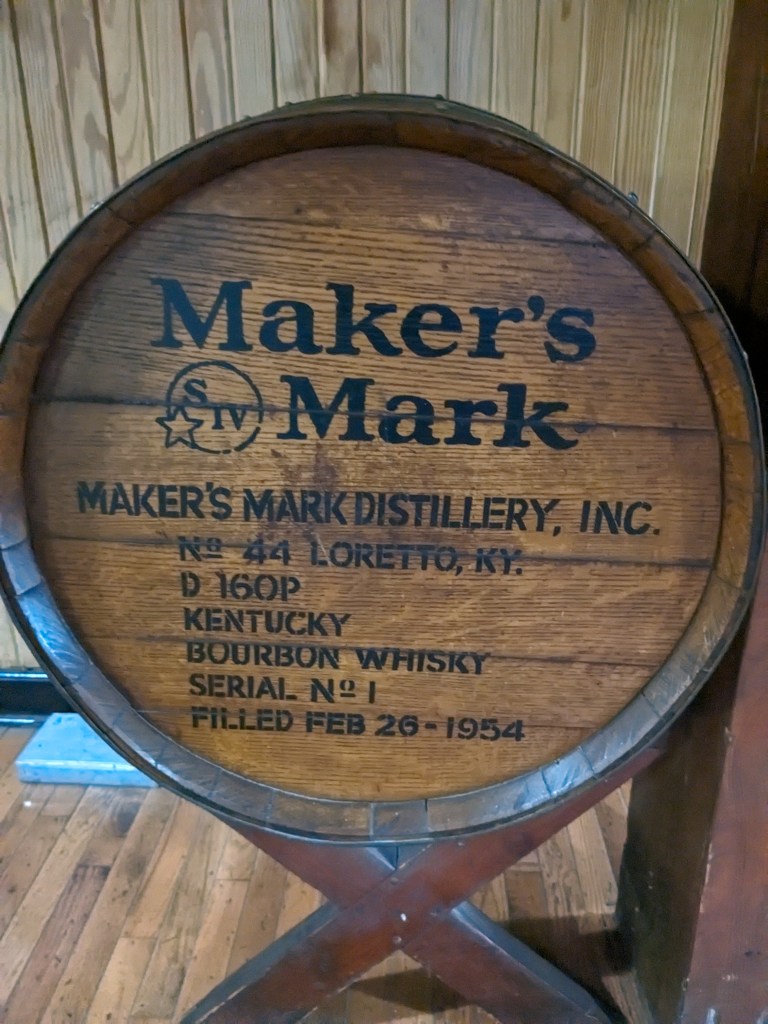 Maker's
S IV Mark
MAKER'S MARK DISTILLERY, INC.
Nº 44 LORETTO, KY.
D 160P
KENTUCKY
BOURBON WHISKY
SERIAL Nº 1
FILLED FEB 26-1954